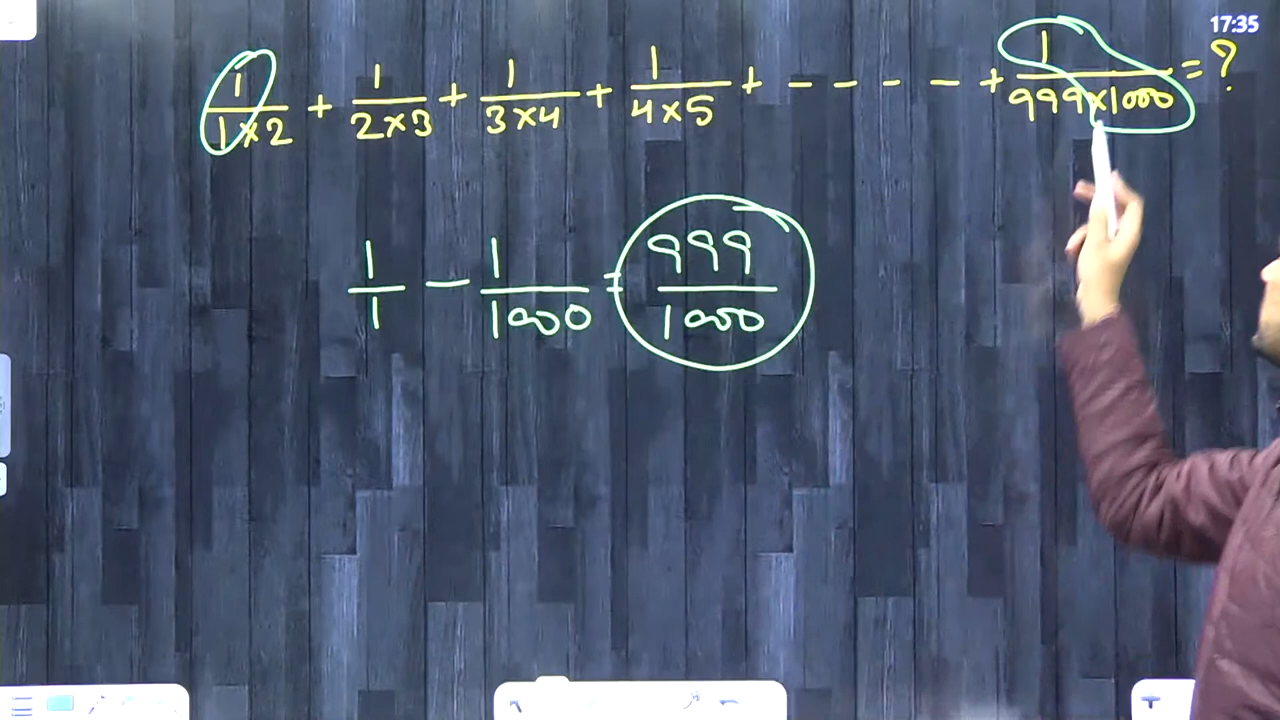 17:35
1/(1×2) + 1/(2×3) + 1/(3×4) + 1/(4×5) + - - - - + 1/(999×1000) = ?
1/1 - 1/1000 = 999/1000